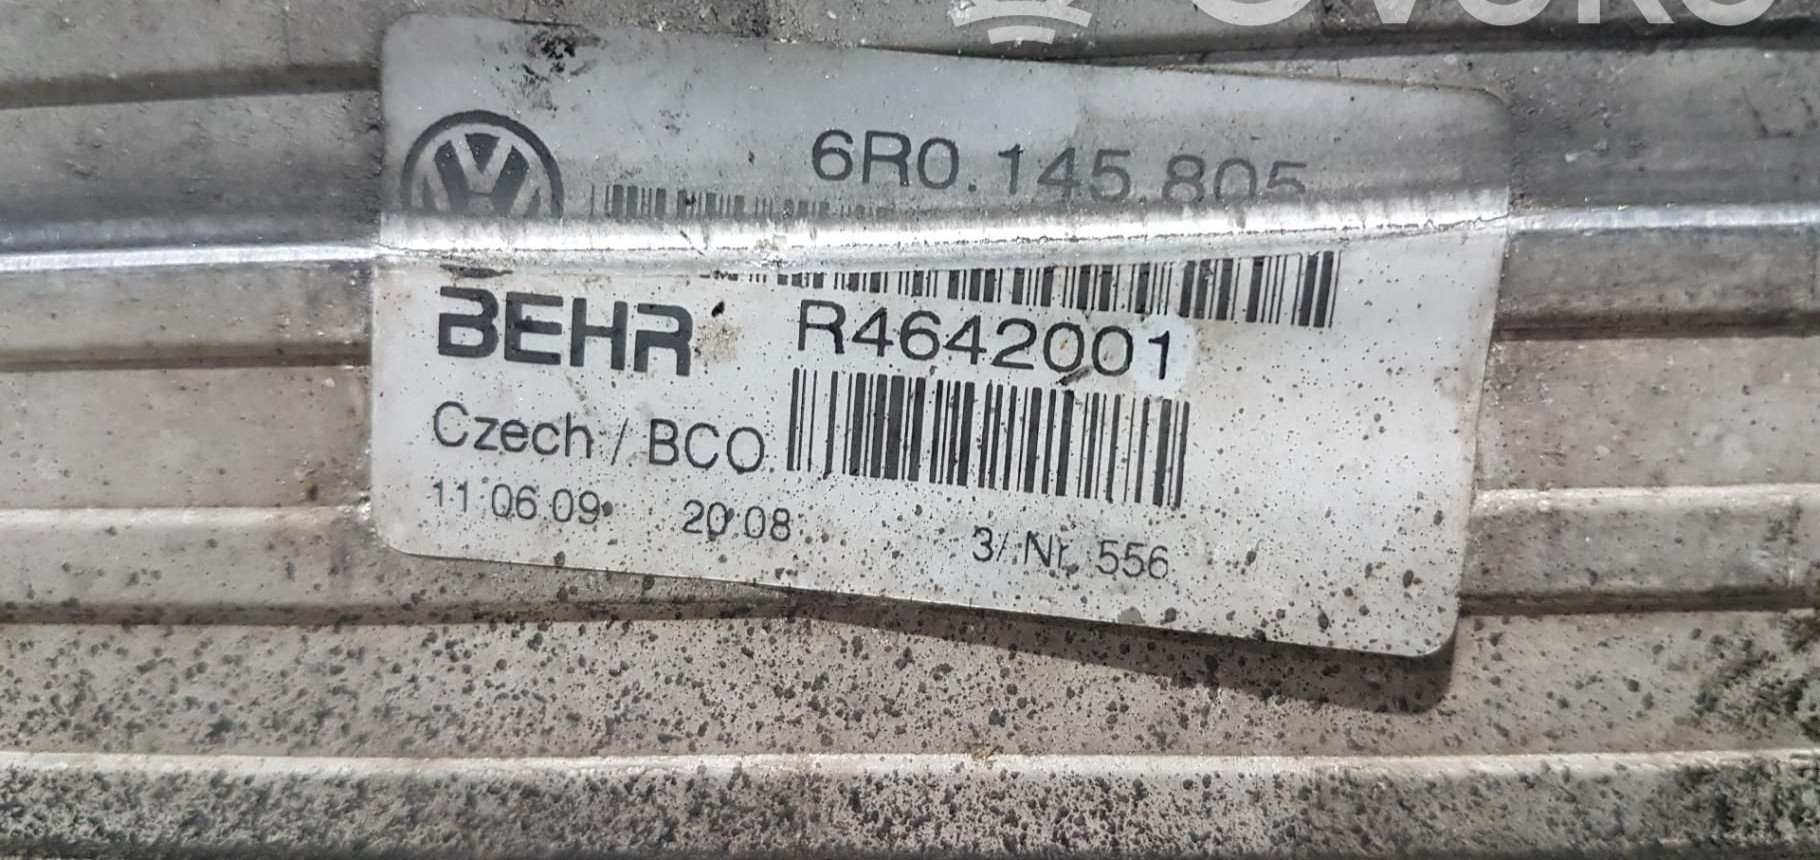 6R0.145.805
BEHR R4642001
Czech / BCO
11.06.09 20:08 3/ Nr. 556